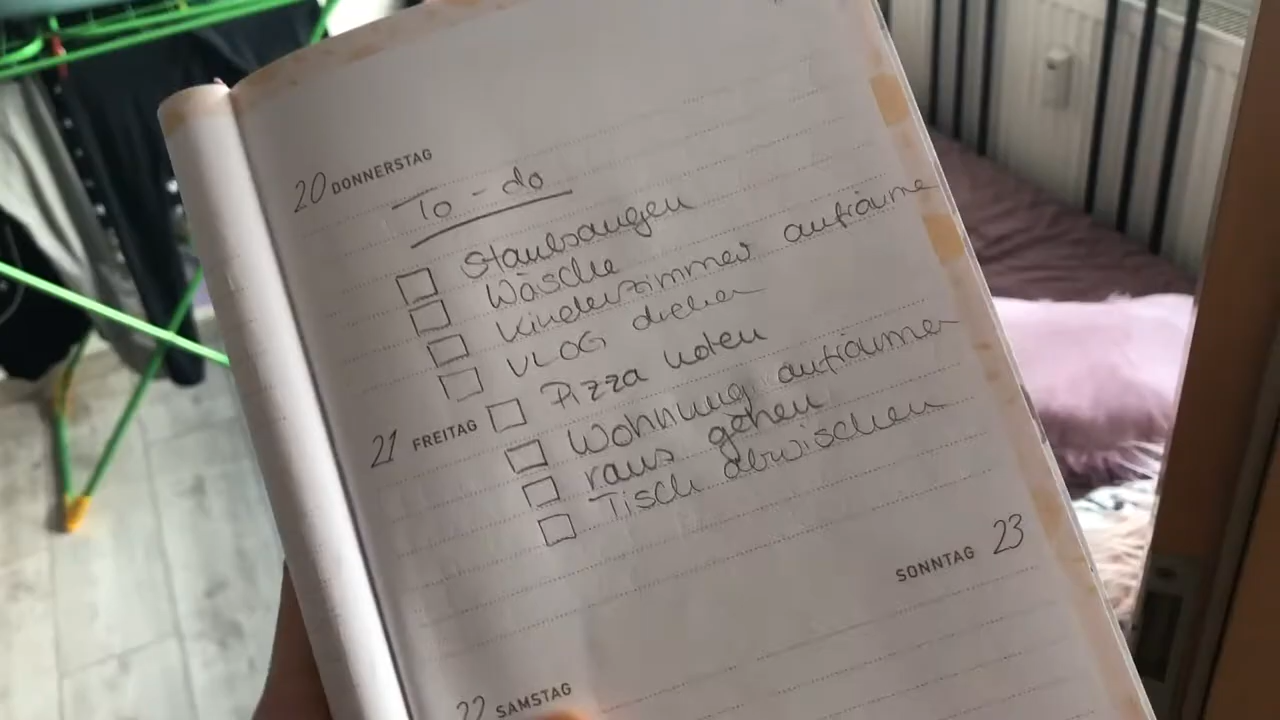 20 DONNERSTAG
To-do
Staubsaugen
Wäsche
Kinderzimmer aufräume
VLOG drehen
Pizza holen
21 FREITAG
Wohnung aufräumen
raus gehen
Tisch abwischen
SONNTAG 23
22 SAMSTAG